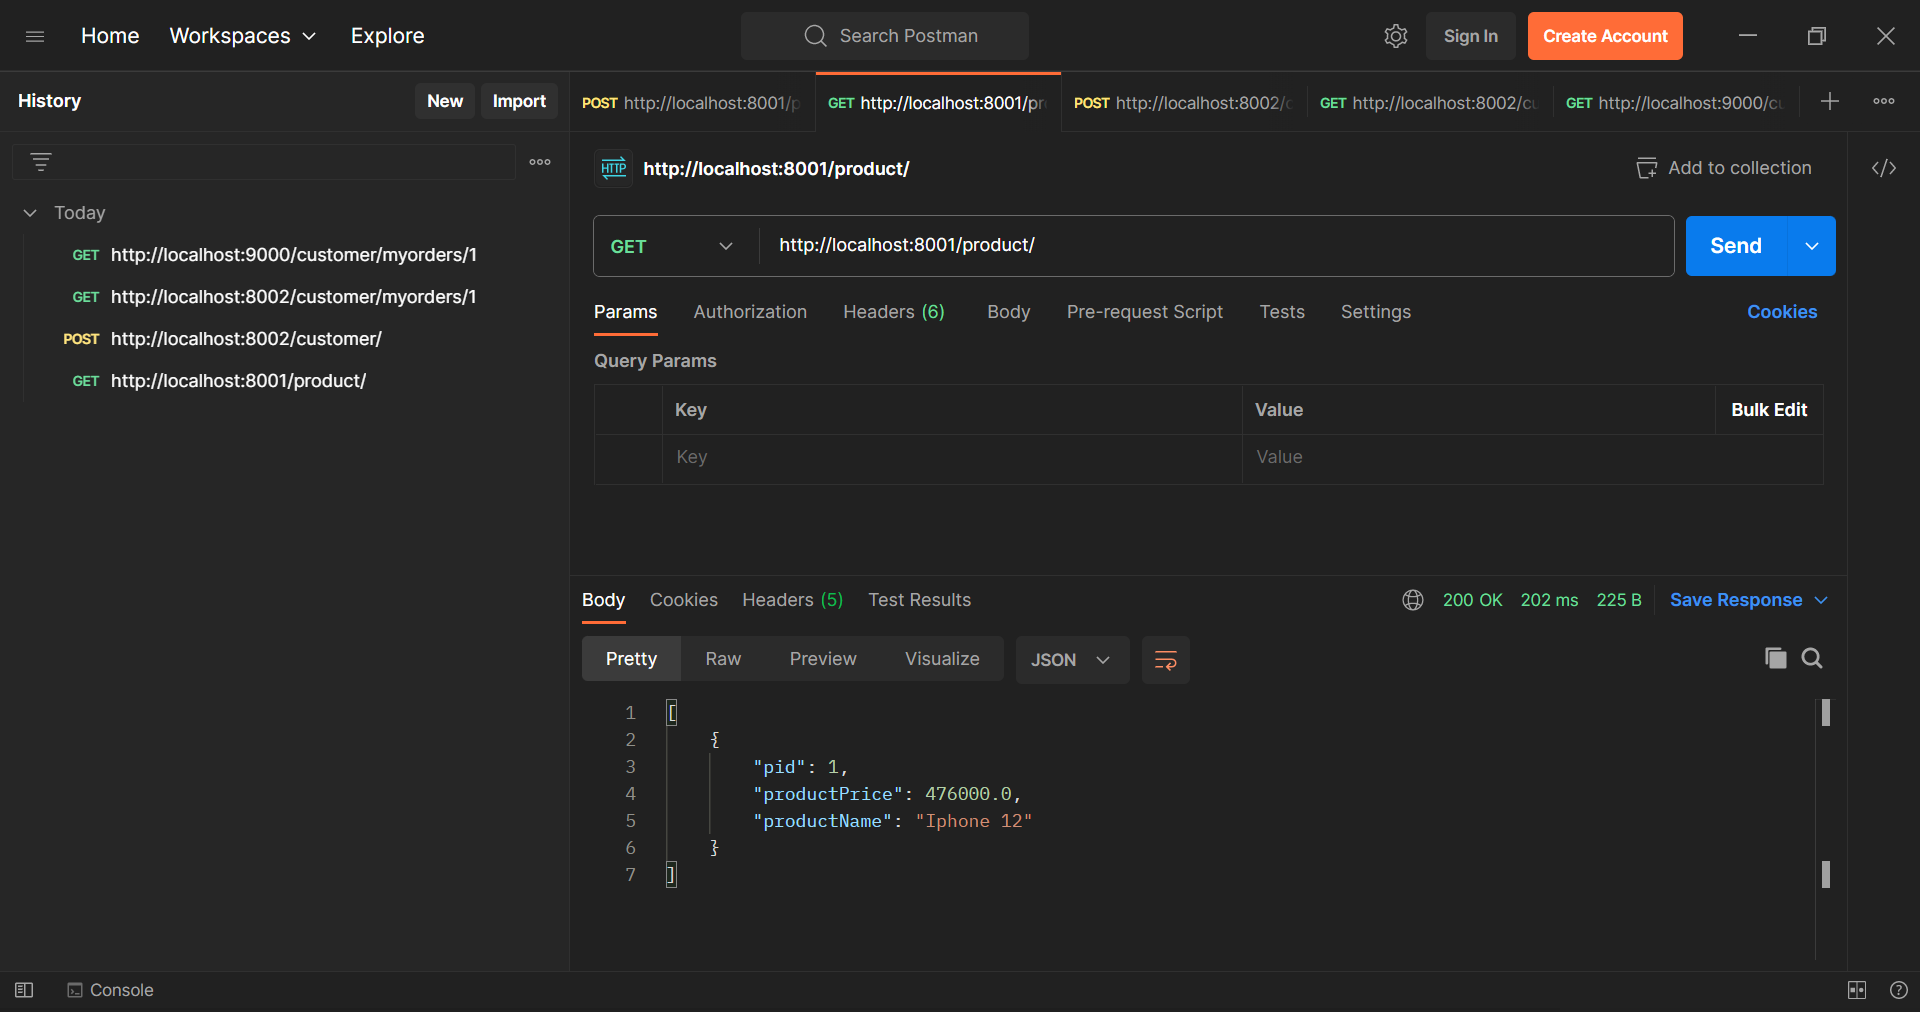 Home Workspaces Explore Search Postman Sign In Create Account
History New Import
POST http://localhost:8001/p GET http://localhost:8001/pr POST http://localhost:8002/c GET http://localhost:8002/cu GET http://localhost:9000/cu
HTTP http://localhost:8001/product/ Add to collection </>
Today
GET http://localhost:9000/customer/myorders/1
GET http://localhost:8002/customer/myorders/1
POST http://localhost:8002/customer/
GET http://localhost:8001/product/
GET http://localhost:8001/product/ Send
Params Authorization Headers (6) Body Pre-request Script Tests Settings Cookies
Query Params
Key Value Bulk Edit
Key Value
Body Cookies Headers (5) Test Results 200 OK 202 ms 225 B Save Response
Pretty Raw Preview Visualize JSON
1 [
2 {
3 "pid": 1,
4 "productPrice": 476000.0,
5 "productName": "Iphone 12"
6 }
7 ]
Console